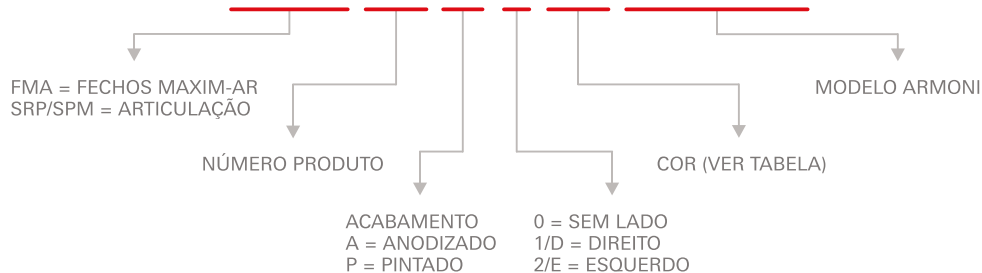 FMA = FECHOS MAXIM-AR
SRP/SPM = ARTICULAÇÃO
MODELO ARMONI
NÚMERO PRODUTO
COR (VER TABELA)
ACABAMENTO
A = ANODIZADO
P = PINTADO
0 = SEM LADO
1/D = DIREITO
2/E = ESQUERDO